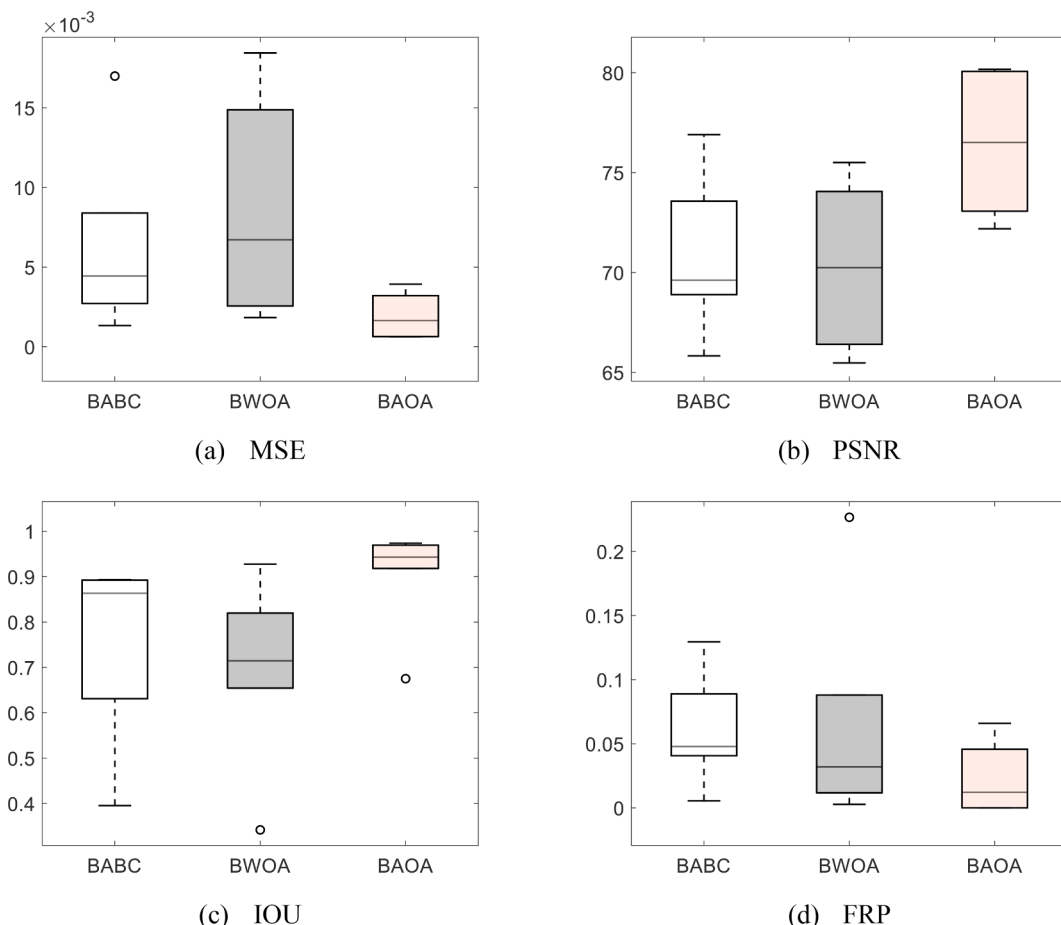 ×10⁻³
15
10
5
0
BABC BWOA BAOA
(a) MSE
80
75
70
65
BABC BWOA BAOA
(b) PSNR
1
0.9
0.8
0.7
0.6
0.5
0.4
BABC BWOA BAOA
(c) IOU
0.2
0.15
0.1
0.05
0
BABC BWOA BAOA
(d) FRP